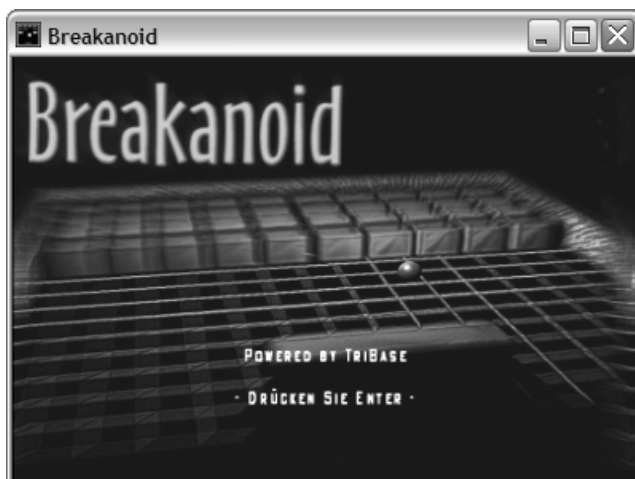 Breakanoid
Breakanoid
Powered by TriBase
- Drücken Sie Enter -